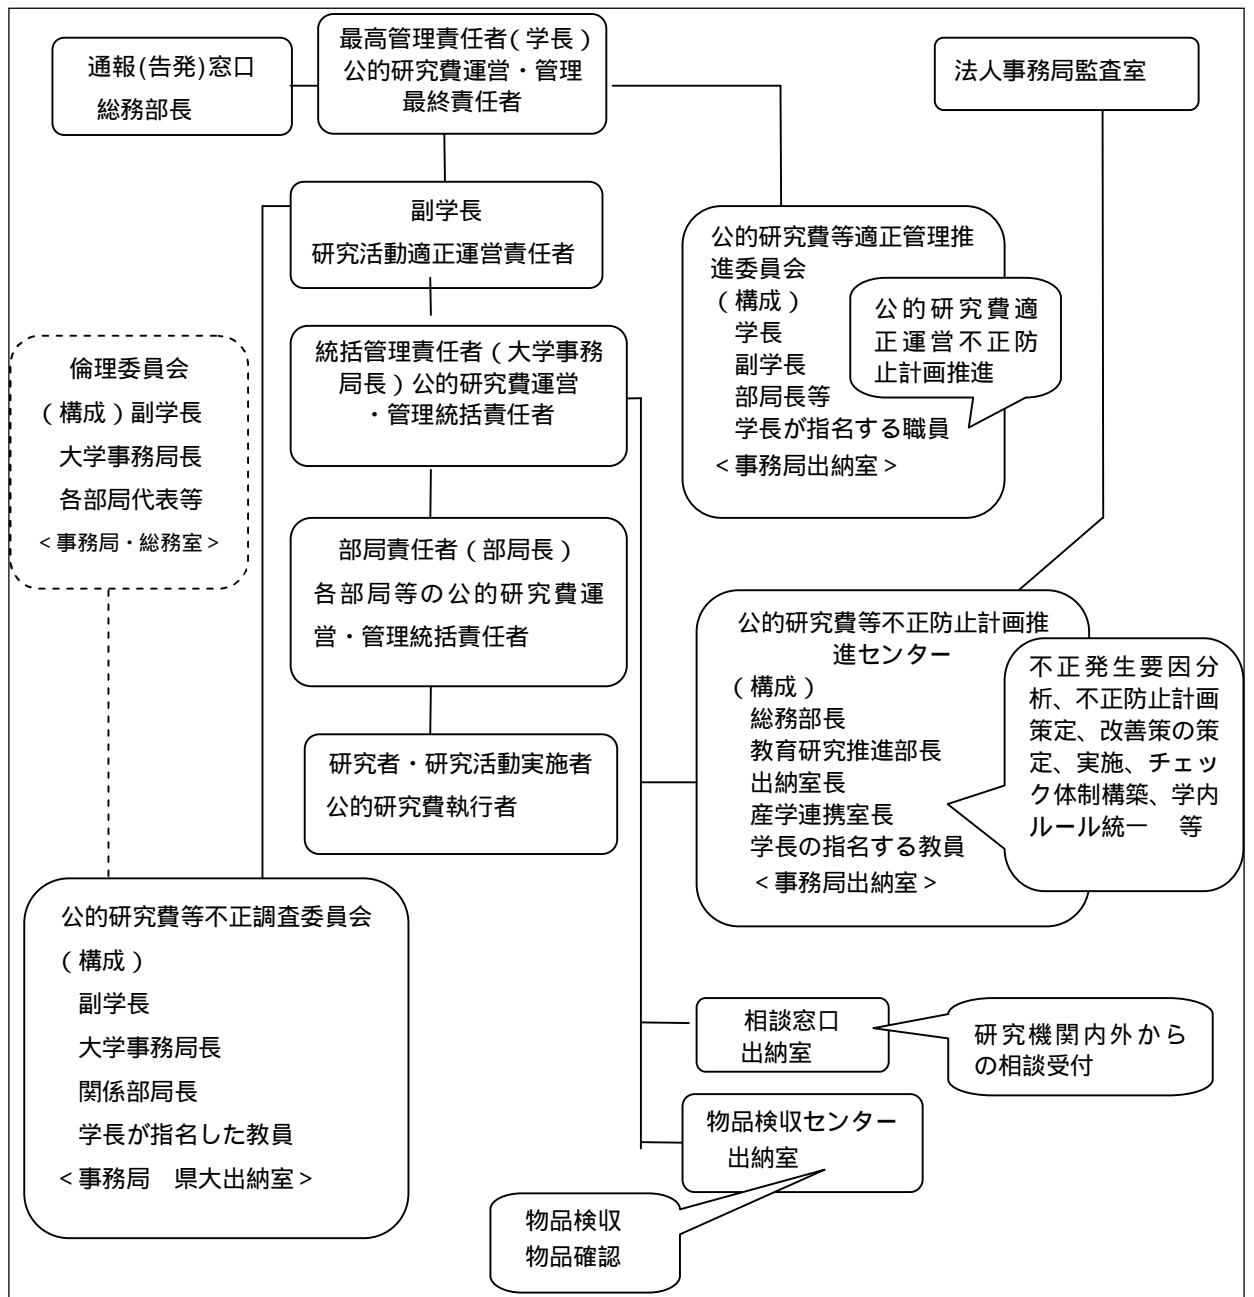 通報(告発)窓口
総務部長
最高管理責任者(学長)
公的研究費運営・管理
最終責任者
法人事務局監査室
副学長
研究活動適正運営責任者
公的研究費等適正管理推
進委員会
(構成)
学長
副学長
部局長等
学長が指名する職員
<事務局出納室>
公的研究費適
正運営不正防
止計画推進
倫理委員会
(構成)副学長
大学事務局長
各部局代表等
<事務局・総務室>
統括管理責任者(大学事務
局長)公的研究費運営
・管理統括責任者
部局責任者(部局長)
各部局等の公的研究費運
営・管理統括責任者
研究者・研究活動実施者
公的研究費執行者
公的研究費等不正防止計画推
進センター
(構成)
総務部長
教育研究推進部長
出納室長
産学連携室長
学長の指名する教員
<事務局出納室>
不正発生要因分
析、不正防止計画
策定、改善策の策
定、実施、チェッ
ク体制構築、学内
ルール統一 等
公的研究費等不正調査委員会
(構成)
副学長
大学事務局長
関係部局長
学長が指名した教員
<事務局 県大出納室>
相談窓口
出納室
研究機関内外から
の相談受付
物品検収センター
出納室
物品検収
物品確認